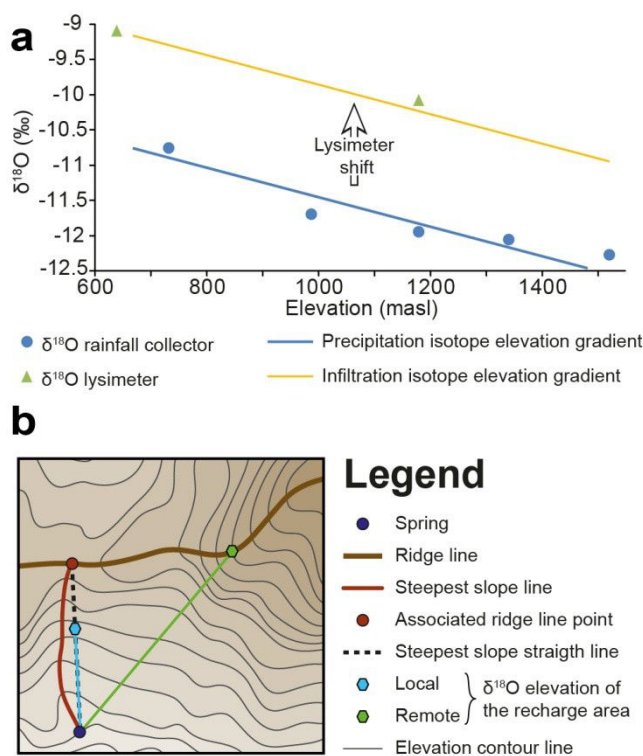 a
-9
-9.5
-10
-10.5
-11
-11.5
-12
-12.5
δ18O (‰)
Lysimeter
shift
600
800
1000
1200
1400
Elevation (masl)
δ18O rainfall collector
Precipitation isotope elevation gradient
δ18O lysimeter
Infiltration isotope elevation gradient
b
Legend
Spring
Ridge line
Steepest slope line
Associated ridge line point
Steepest slope straigth line
Local
Remote
δ18O elevation of
the recharge area
Elevation contour line